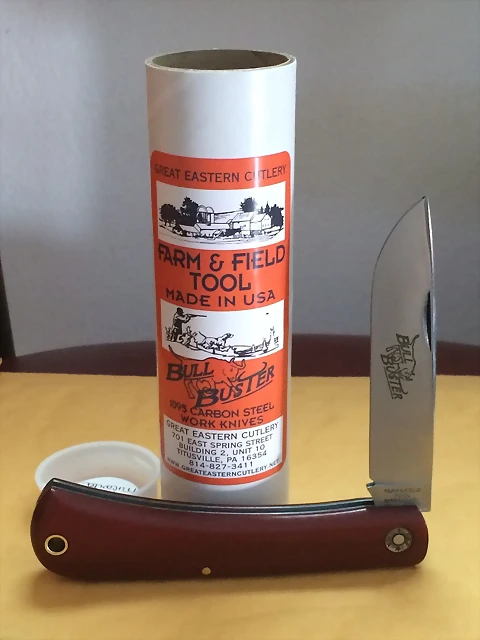 GREAT EASTERN CUTLERY
FARM & FIELD
TOOL
MADE IN USA
BULL
BUSTER
1095 CARBON STEEL
WORK KNIVES
GREAT EASTERN CUTLERY
701 EAST SPRING STREET
BUILDING 2, UNIT 10
TITUSVILLE, PA 16354
814-827-3411
WWW.GREATEASTERNCUTLERY.NET
BULL
BUSTER